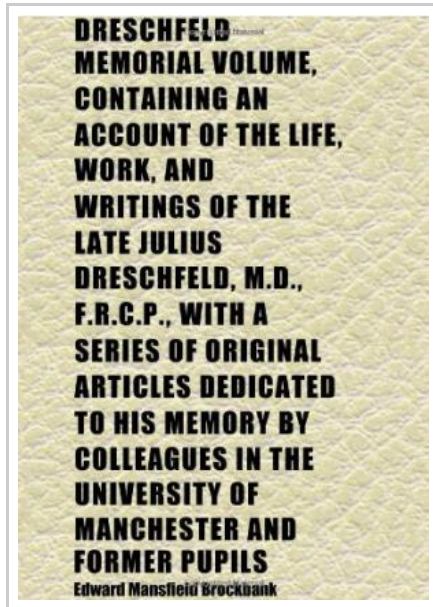 DRESCHFELD
MEMORIAL VOLUME,
CONTAINING AN
ACCOUNT OF THE LIFE,
WORK, AND
WRITINGS OF THE
LATE JULIUS
DRESCHFELD, M.D.,
F.R.C.P., WITH A
SERIES OF ORIGINAL
ARTICLES DEDICATED
TO HIS MEMORY BY
COLLEAGUES IN THE
UNIVERSITY OF
MANCHESTER AND
FORMER PUPILS
Edward Mansfield Brockbank